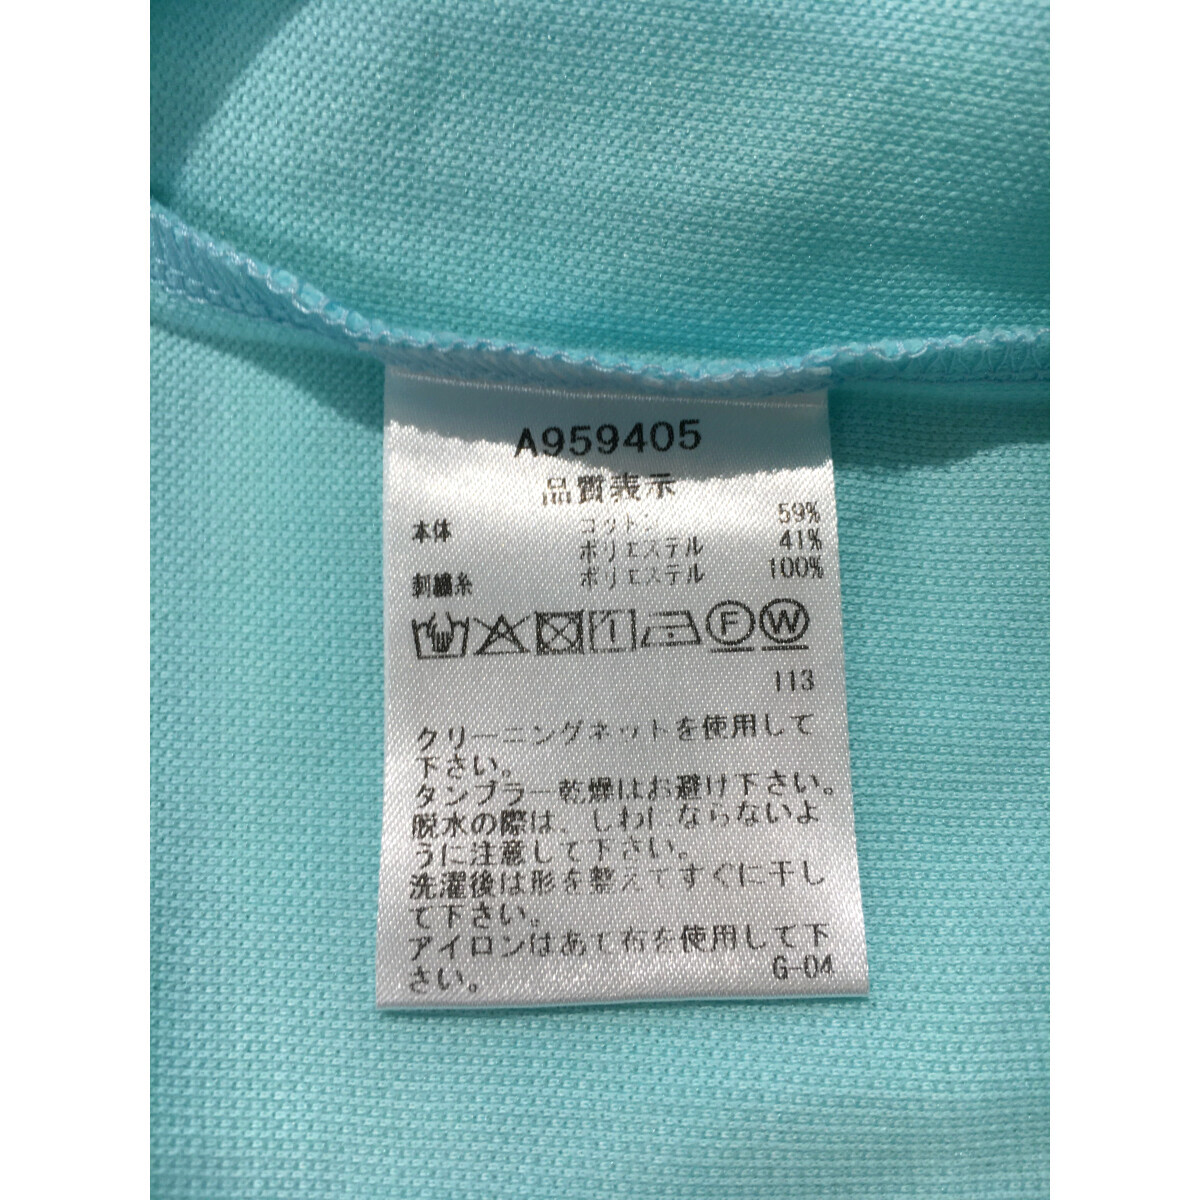 A959405
品質表示
本体 コットン 59%
ポリエステル 41%
刺繍糸 ポリエステル 100%
F W
113
クリーニングネットを使用して
下さい。
タンブラー乾燥はお避け下さい。
脱水の際は、しわにならないよ
うに注意して下さい。
洗濯後は形を整えてすぐに干し
て下さい。
アイロンはあて布を使用して下
さい。 G-04